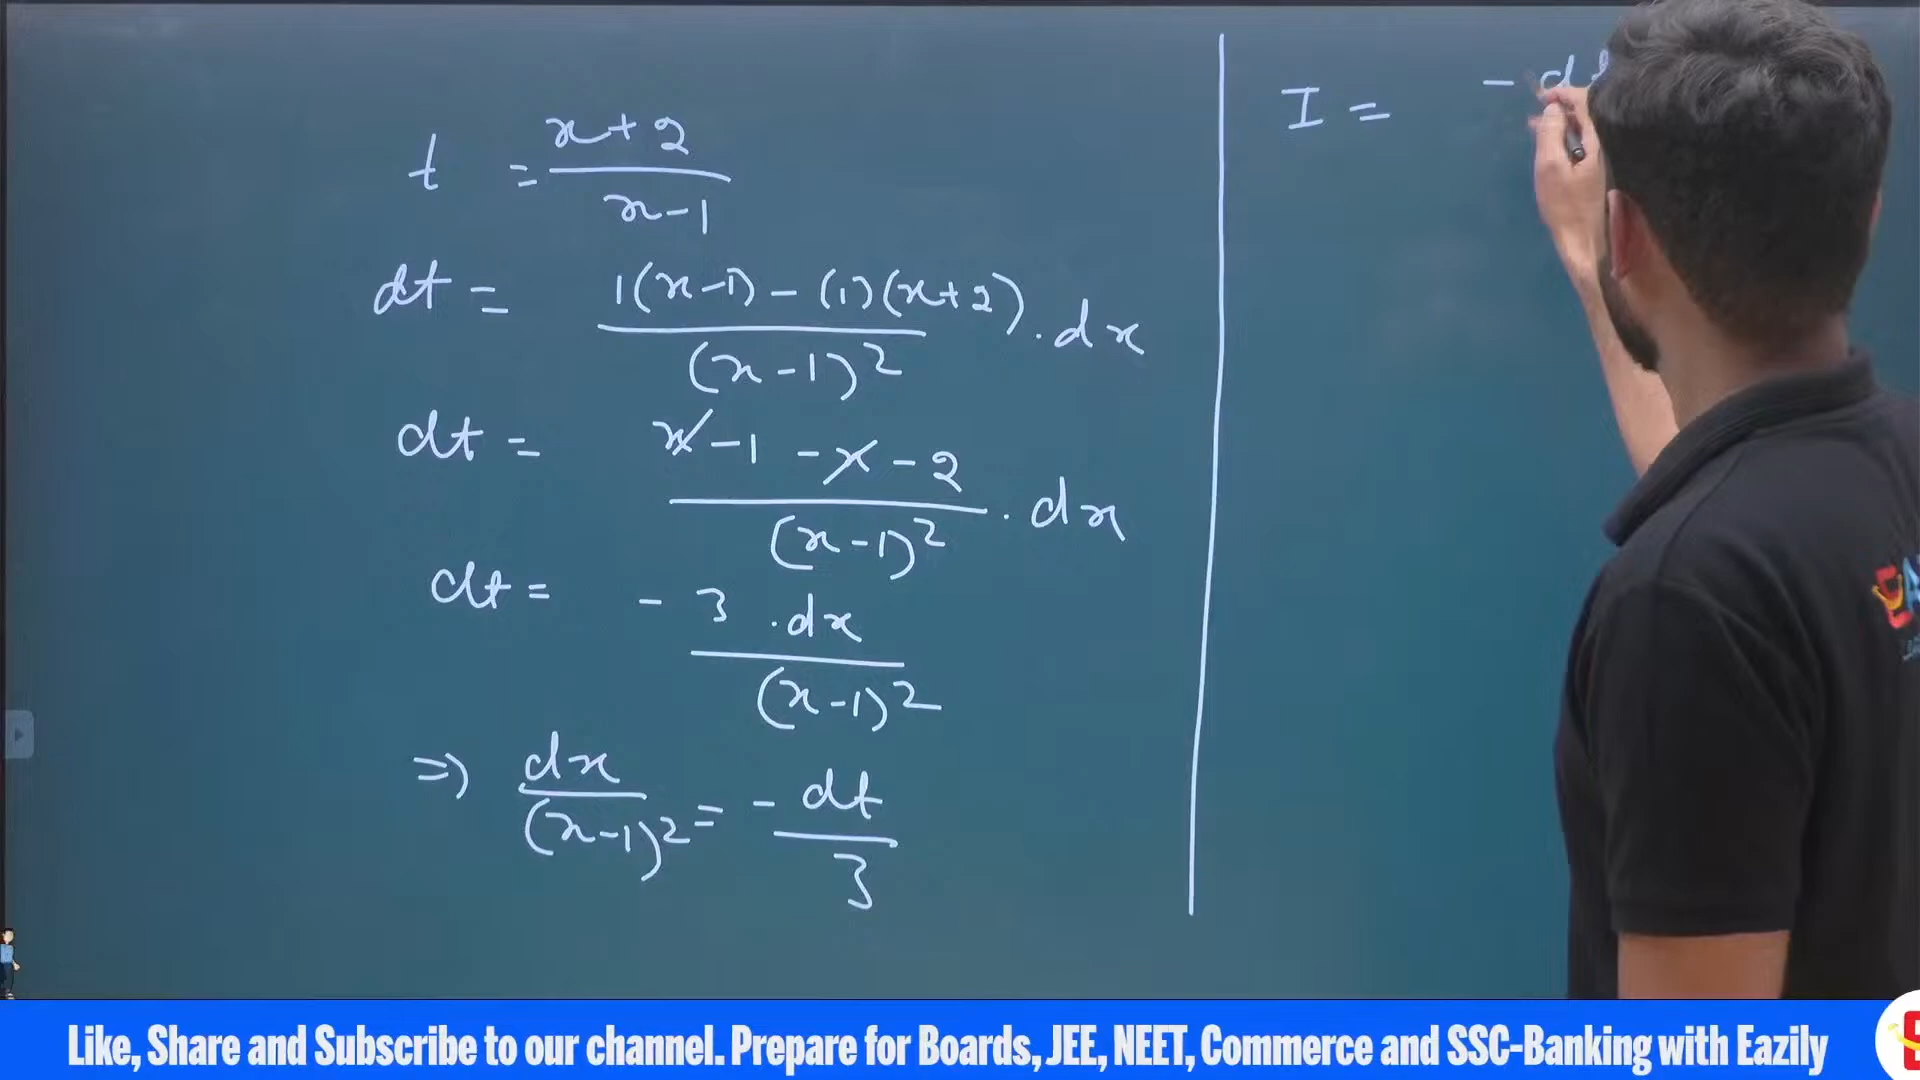 t = x+2 / x-1
dt = 1(x-1) - (1)(x+2) / (x-1)² . dx
dt = x-1 -x-2 / (x-1)² . dx
dt = -3 .dx / (x-1)²
⇒ dx / (x-1)² = - dt / 3
I = - d
Like, Share and Subscribe to our channel. Prepare for Boards, JEE, NEET, Commerce and SSC-Banking with Eazily